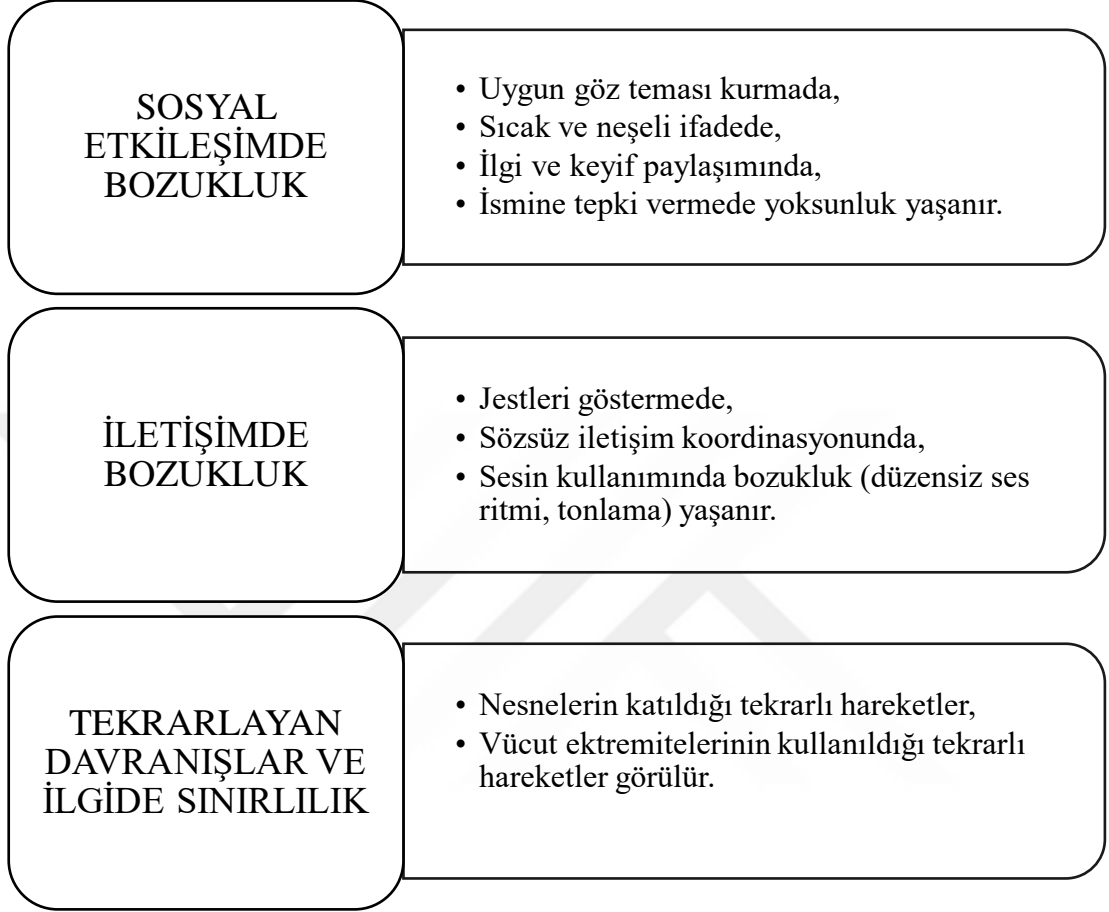 SOSYAL
ETKİLEŞİMDE
BOZUKLUK
• Uygun göz teması kurmada,
• Sıcak ve neşeli ifadede,
• İlgi ve keyif paylaşımında,
• İsmine tepki vermede yoksunluk yaşanır.
İLETİŞİMDE
BOZUKLUK
• Jestleri göstermede,
• Sözsüz iletişim koordinasyonunda,
• Sesin kullanımında bozukluk (düzensiz ses
ritmi, tonlama) yaşanır.
TEKRARLAYAN
DAVRANIŞLAR VE
İLGİDE SINIRLILIK
• Nesnelerin katıldığı tekrarlı hareketler,
• Vücut ektremitelerinin kullanıldığı tekrarlı
hareketler görülür.